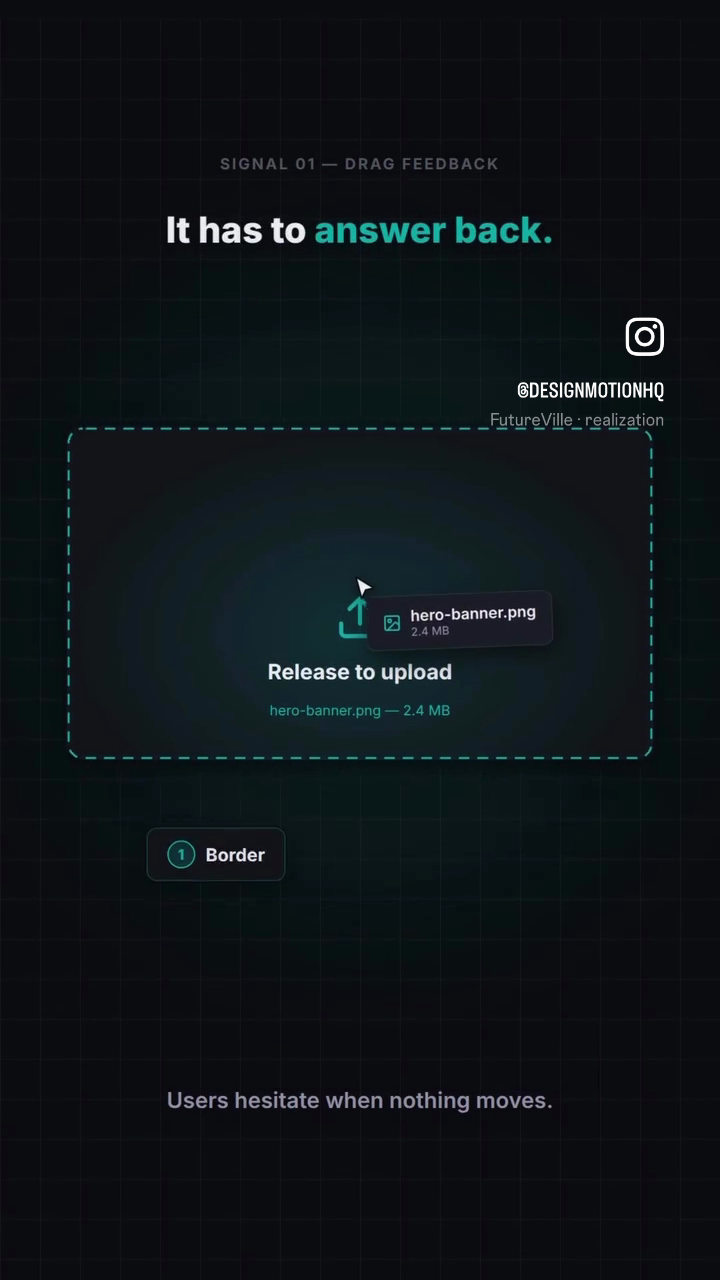 SIGNAL 01 — DRAG FEEDBACK
It has to answer back.
@DESIGNMOTIONHQ
FutureVille · realization
hero-banner.png
2.4 MB
Release to upload
hero-banner.png — 2.4 MB
1 Border
Users hesitate when nothing moves.